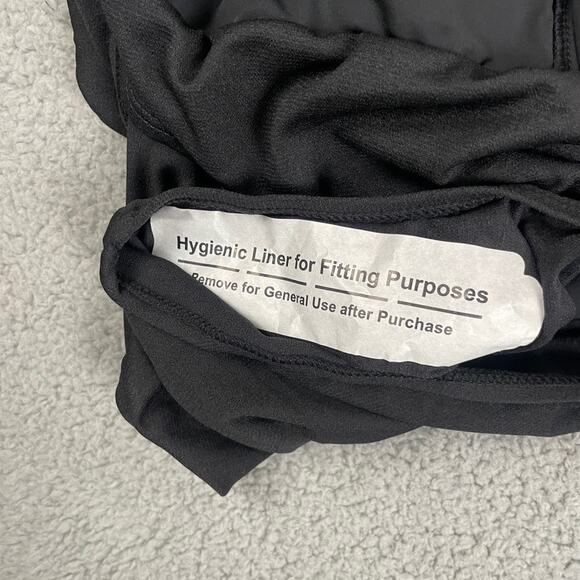 Hygienic Liner for Fitting Purposes
Remove for General Use after Purchase